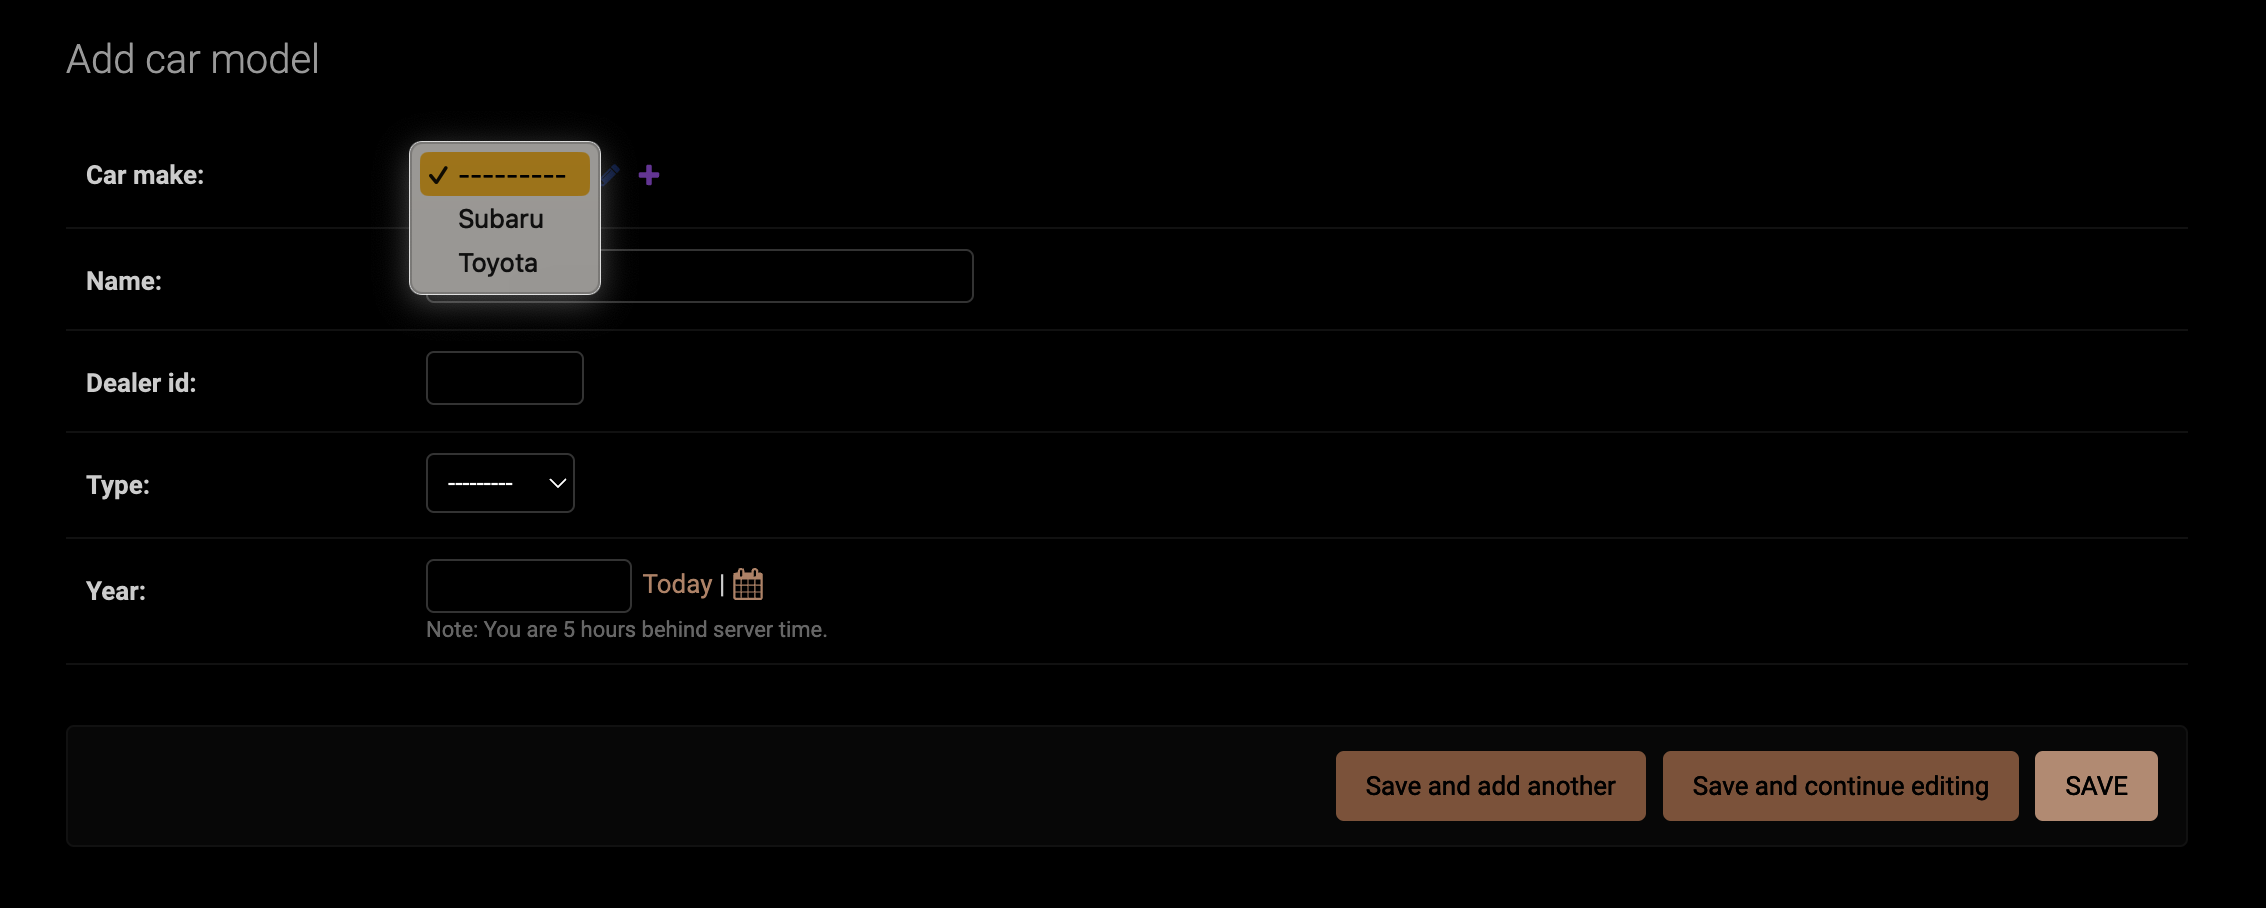 Add car model
Car make:
✓ ---------
Subaru
Toyota
Name:
Dealer id:
Type:
---------
Year:
Today |
Note: You are 5 hours behind server time.
Save and add another
Save and continue editing
SAVE